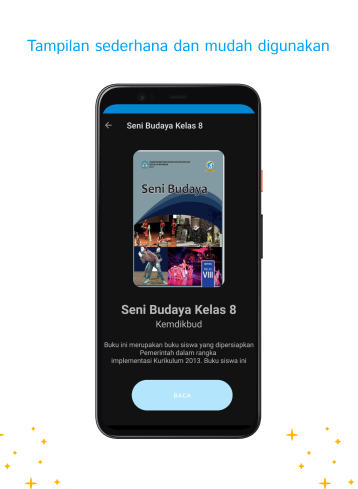 Tampilan sederhana dan mudah digunakan
Seni Budaya Kelas 8
Seni Budaya
VIII
Seni Budaya Kelas 8
Kemdikbud
Buku ini merupakan buku siswa yang dipersiapkan
Pemerintah dalam rangka
implementasi Kurikulum 2013. Buku siswa ini
BACA